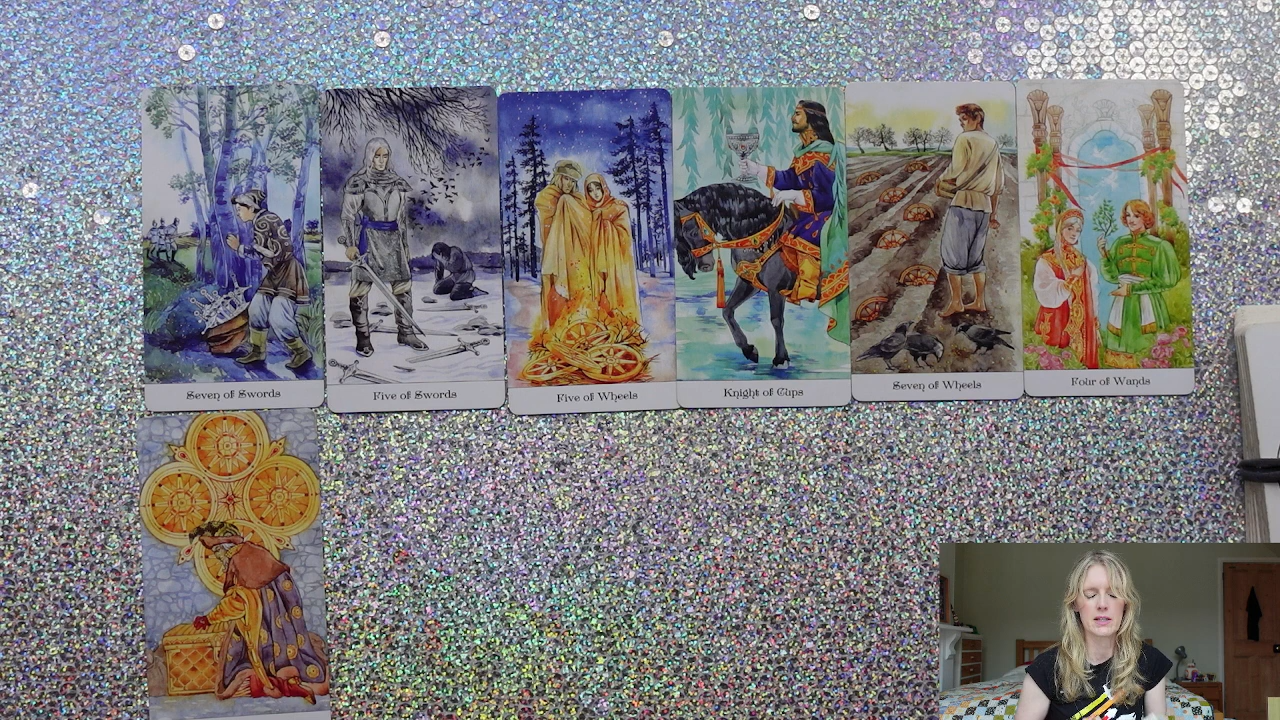 Seven of Swords
Five of Swords
Five of Wheels
Knight of Cups
Seven of Wheels
Four of Wands